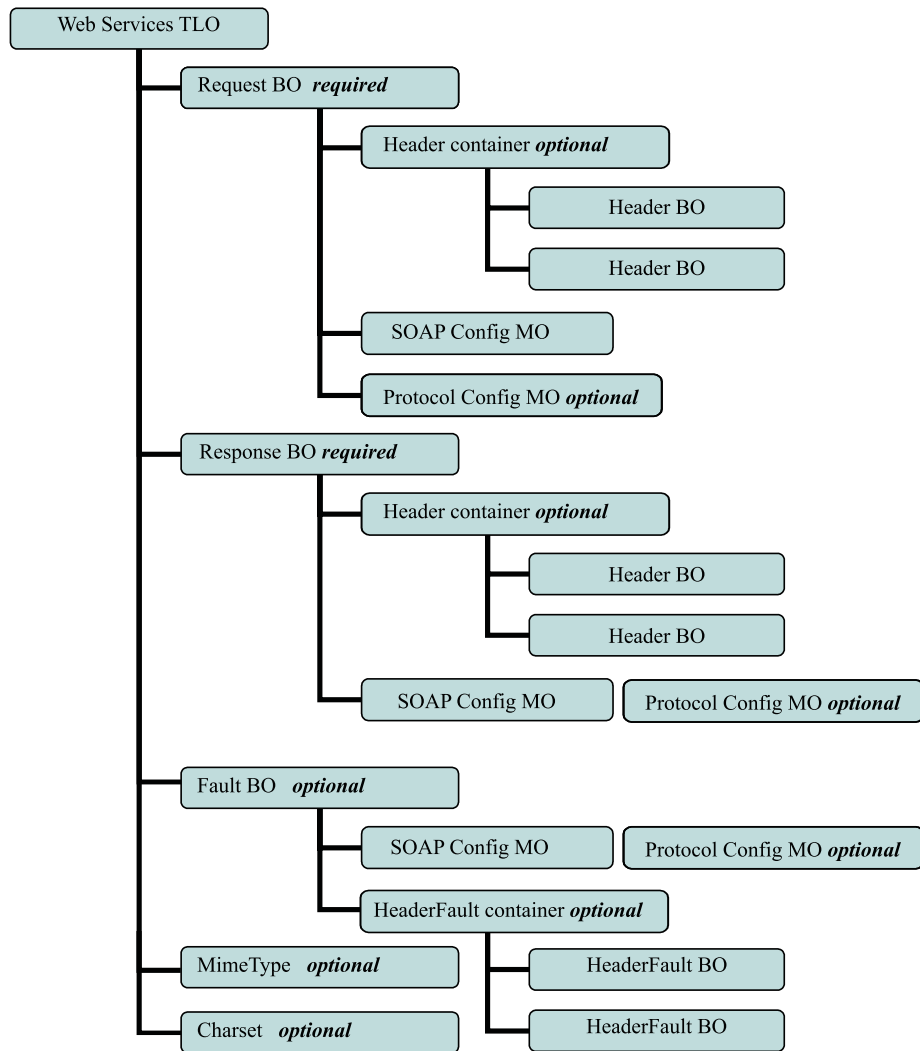 Web Services TLO
Request BO required
Header container optional
Header BO
Header BO
SOAP Config MO
Protocol Config MO optional
Response BO required
Header container optional
Header BO
Header BO
SOAP Config MO
Protocol Config MO optional
Fault BO optional
SOAP Config MO
Protocol Config MO optional
HeaderFault container optional
HeaderFault BO
HeaderFault BO
MimeType optional
Charset optional